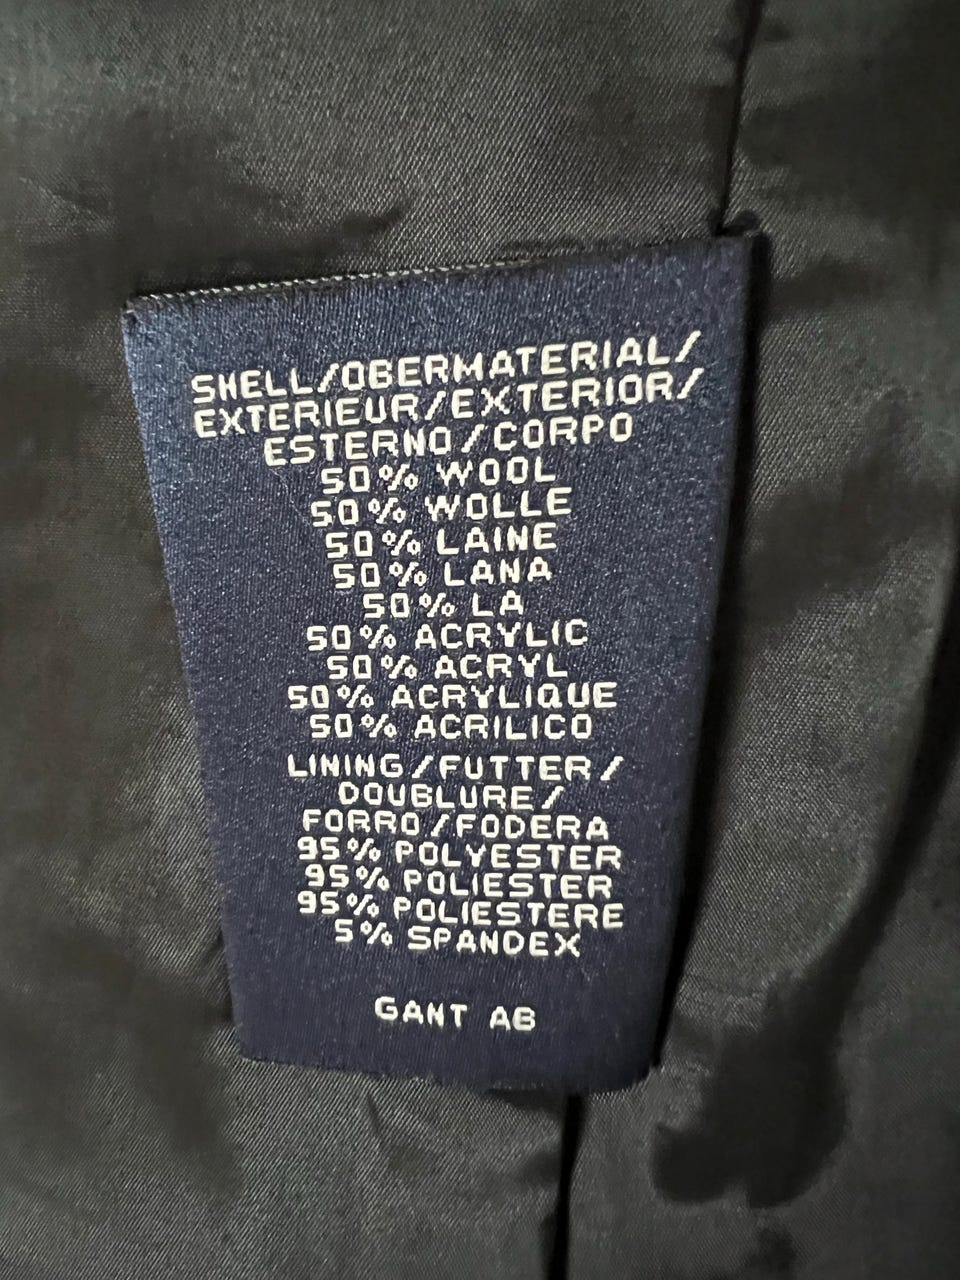 SHELL/OBERMATERIAL/
EXTERIEUR/EXTERIOR/
ESTERNO/CORPO
50% WOOL
50% WOLLE
50% LAINE
50% LANA
50% LA
50% ACRYLIC
50% ACRYL
50% ACRYLIQUE
50% ACRILICO
LINING/FUTTER/
DOUBLURE/
FORRO/FODERA
95% POLYESTER
95% POLIESTER
95% POLIESTERE
5% SPANDEX
GANT AB